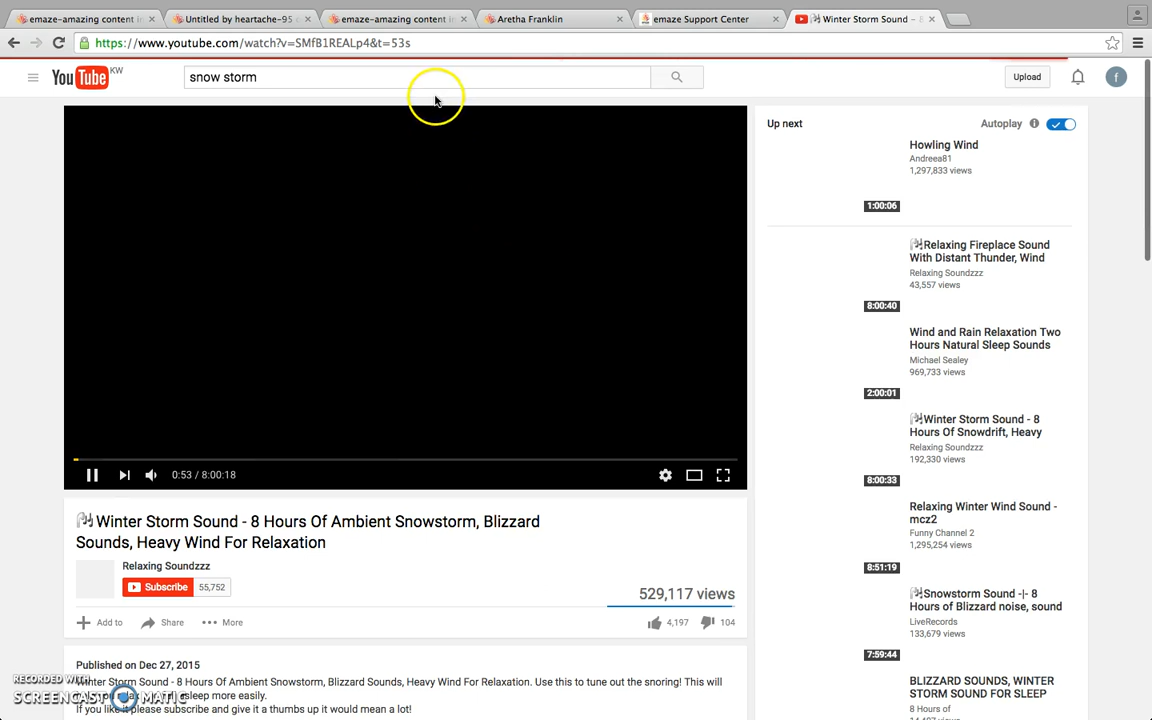 emaze-amazing content in
Untitled by heartache-95 o
emaze-amazing content in
Aretha Franklin
emaze Support Center
Winter Storm Sound - 8
https://www.youtube.com/watch?v=SMfB1REALp4&t=53s
YouTube KW
snow storm
Upload
f
Up next
Autoplay
Howling Wind
Andreea81
1,297,833 views
1:00:06
Relaxing Fireplace Sound
With Distant Thunder, Wind
Relaxing Soundzzz
43,557 views
8:00:40
Wind and Rain Relaxation Two
Hours Natural Sleep Sounds
Michael Sealey
969,733 views
2:00:01
Winter Storm Sound - 8
Hours Of Snowdrift, Heavy
Relaxing Soundzzz
192,330 views
8:00:33
Relaxing Winter Wind Sound -
mcz2
Funny Channel 2
1,295,254 views
8:51:19
Snowstorm Sound -|- 8
Hours of Blizzard noise, sound
LiveRecords
133,679 views
7:59:44
BLIZZARD SOUNDS, WINTER
STORM SOUND FOR SLEEP
8 Hours of
0:53 / 8:00:18
Winter Storm Sound - 8 Hours Of Ambient Snowstorm, Blizzard
Sounds, Heavy Wind For Relaxation
Relaxing Soundzzz
Subscribe 55,752
529,117 views
Add to Share More
4,197 104
Published on Dec 27, 2015
Winter Storm Sound - 8 Hours Of Ambient Snowstorm, Blizzard Sounds, Heavy Wind For Relaxation. Use this to tune out the snoring! This will
asleep more easily.
If you like it please subscribe and give it a thumbs up it would mean a lot!
RECORDED WITH
SCREENCAST MATIC